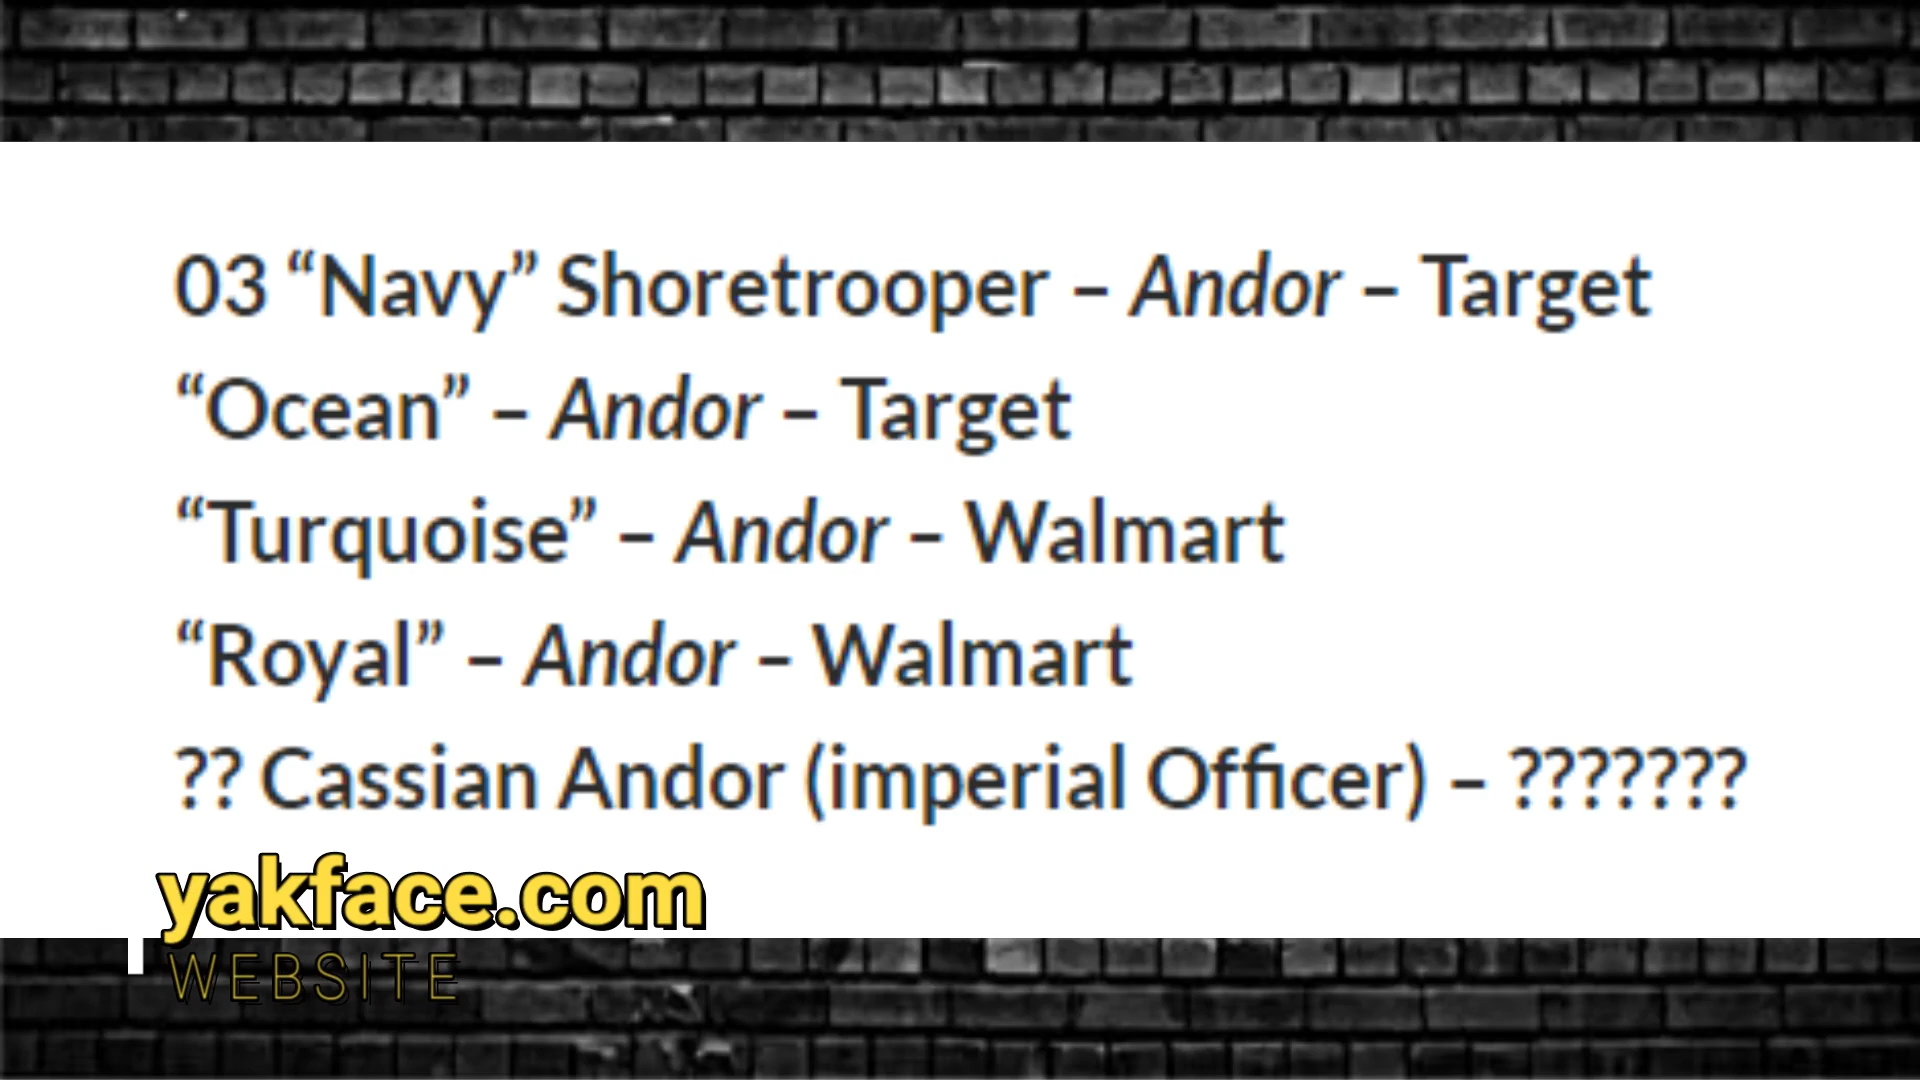 03 “Navy” Shoretrooper – Andor – Target
“Ocean” – Andor – Target
“Turquoise” – Andor – Walmart
“Royal” – Andor – Walmart
?? Cassian Andor (imperial Officer) – ???????
yakface.com
WEBSITE